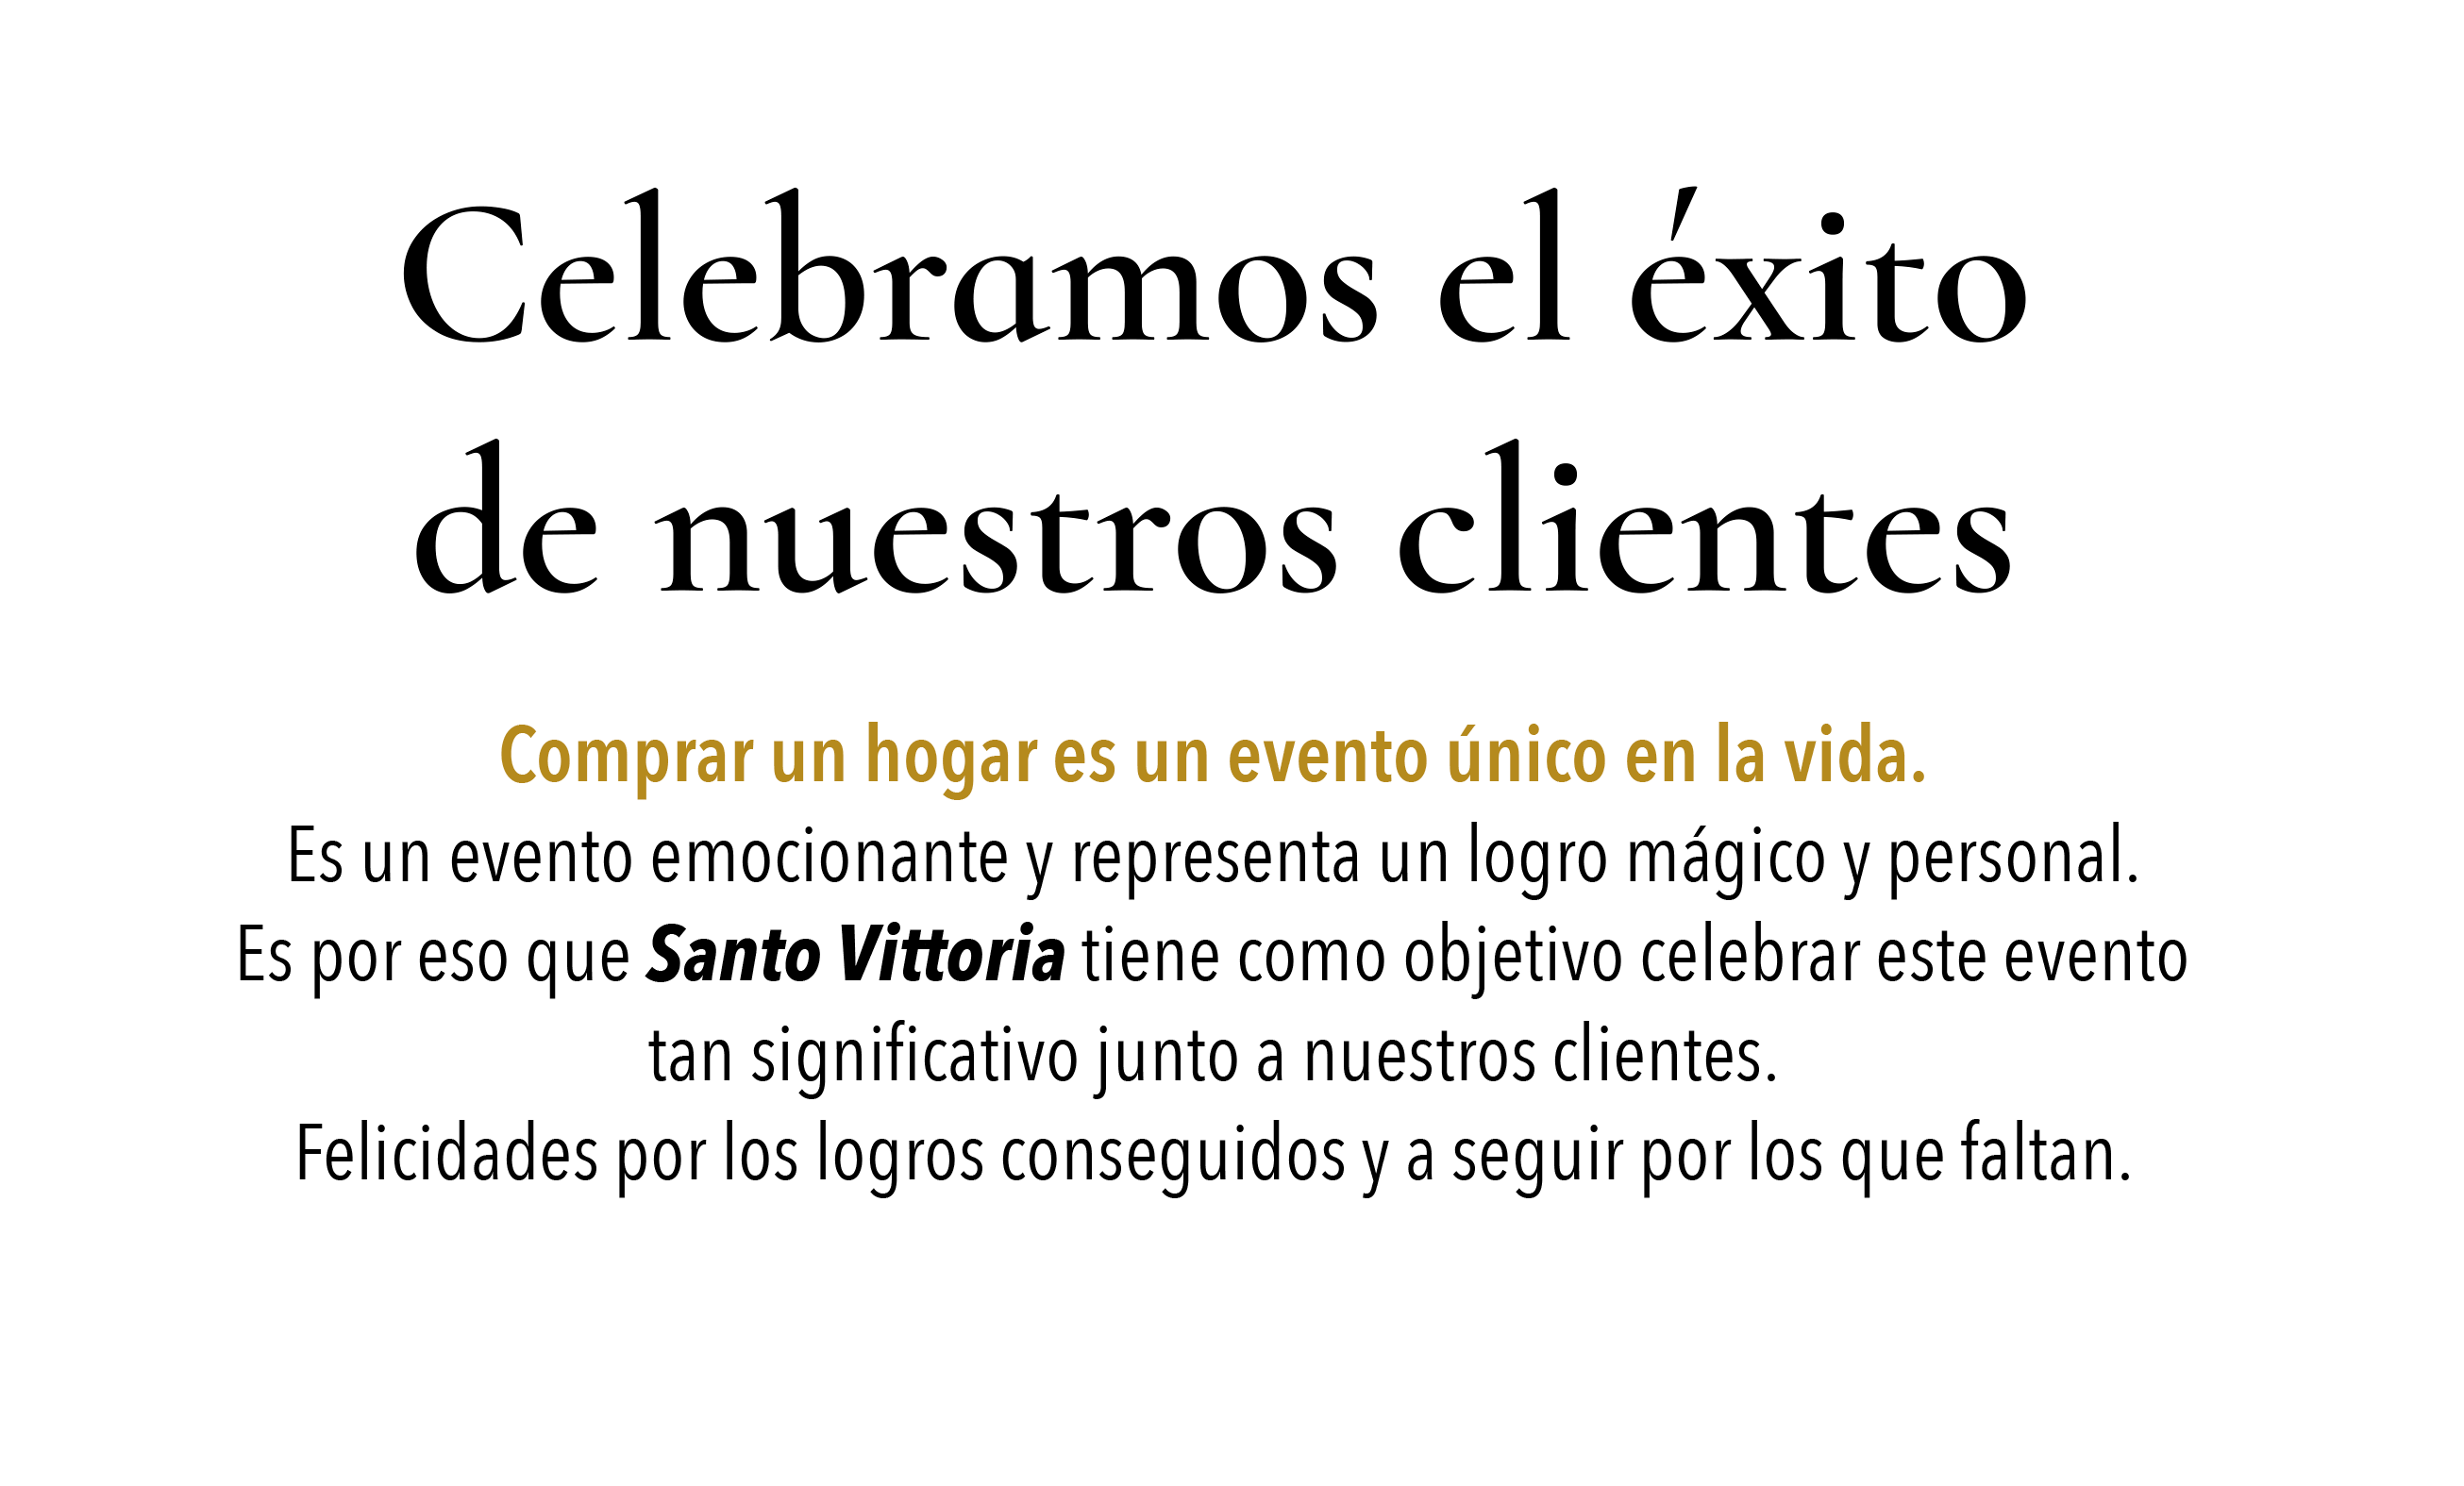 Celebramos el éxito
de nuestros clientes
Comprar un hogar es un evento único en la vida.
Es un evento emocionante y representa un logro mágico y personal.
Es por eso que Santo Vittoria tiene como objetivo celebrar este evento
tan significativo junto a nuestros clientes.
Felicidades por los logros conseguidos y a seguir por los que faltan.